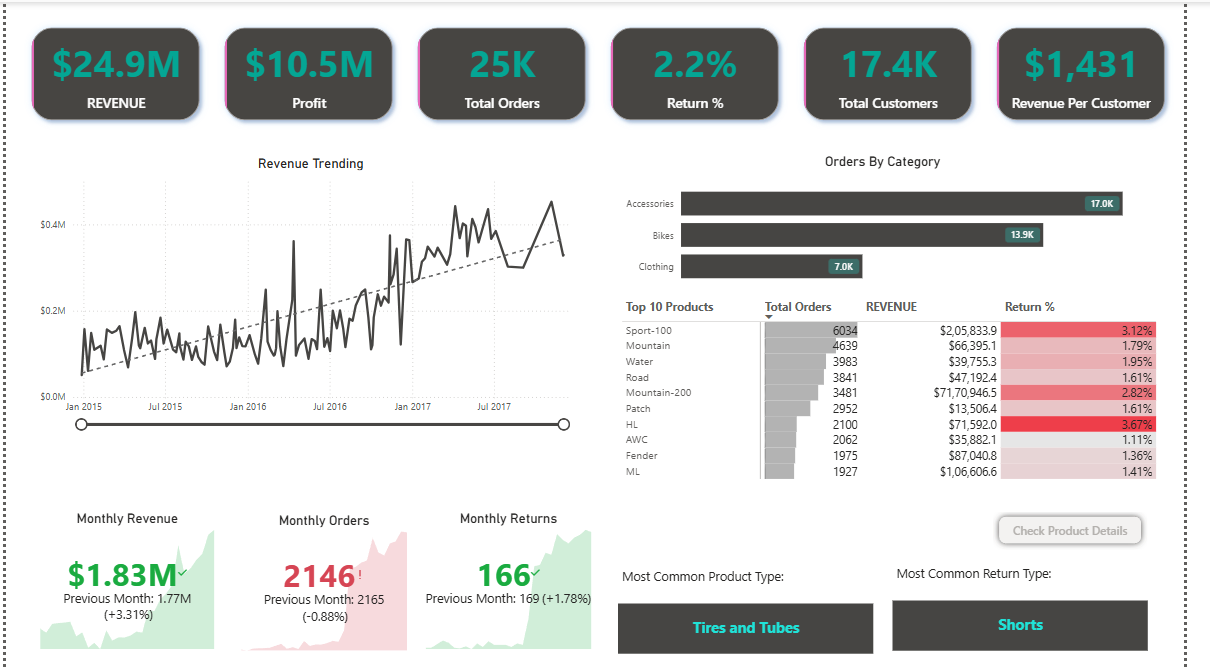 $24.9M
REVENUE
$10.5M
Profit
25K
Total Orders
2.2%
Return %
17.4K
Total Customers
$1,431
Revenue Per Customer
Revenue Trending
$0.4M
$0.2M
$0.0M
Jan 2015 Jul 2015 Jan 2016 Jul 2016 Jan 2017 Jul 2017
Orders By Category
Accessories 17.0K
Bikes 13.9K
Clothing 7.0K
Top 10 Products Total Orders REVENUE Return %
Sport-100 6034 $2,05,833.9 3.12%
Mountain 4639 $66,395.1 1.79%
Water 3983 $39,755.3 1.95%
Road 3841 $47,192.4 1.61%
Mountain-200 3481 $71,70,946.5 2.82%
Patch 2952 $13,506.4 1.61%
HL 2100 $71,592.0 3.67%
AWC 2062 $35,882.1 1.11%
Fender 1975 $87,040.8 1.36%
ML 1927 $1,06,606.6 1.41%
Monthly Revenue
$1.83M
Previous Month: 1.77M
(+3.31%)
Monthly Orders
2146!
Previous Month: 2165
(-0.88%)
Monthly Returns
166
Previous Month: 169 (+1.78%)
Check Product Details
Most Common Product Type:
Tires and Tubes
Most Common Return Type:
Shorts